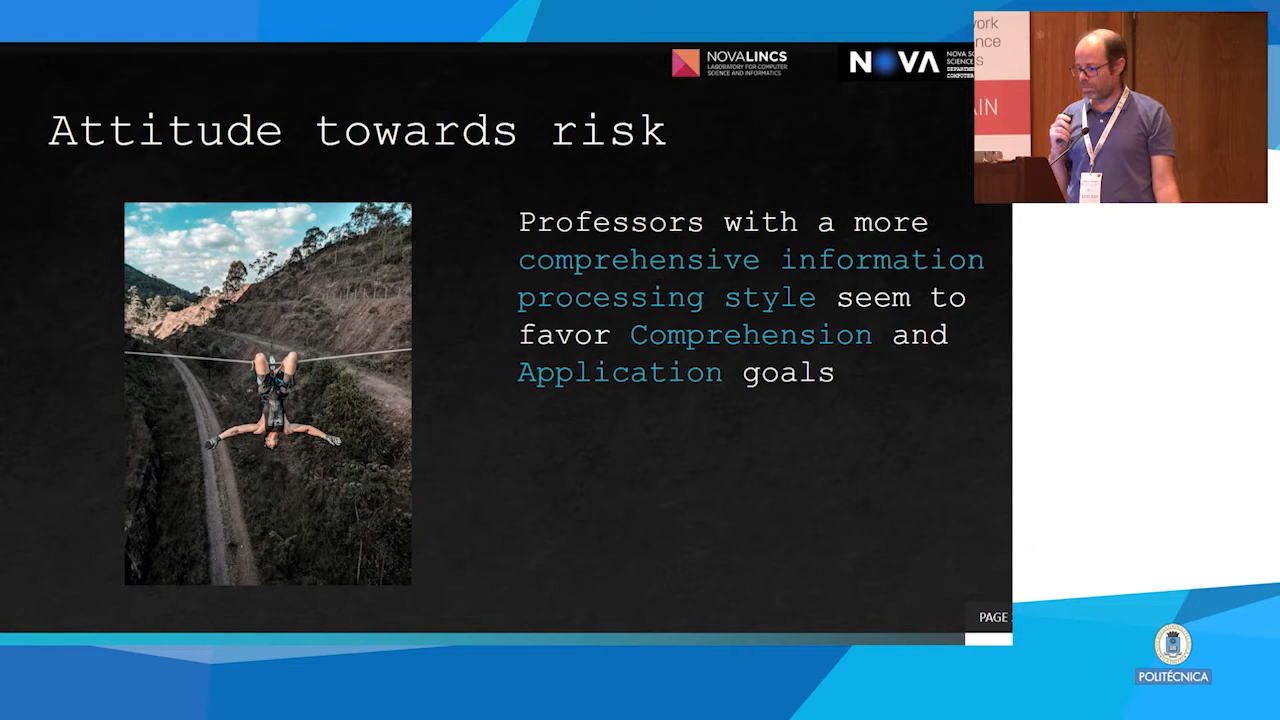 NOVALINCS
LABORATORY FOR COMPUTER
SCIENCE AND INFORMATICS
NOVA
Attitude towards risk
Professors with a more
comprehensive information
processing style seem to
favor Comprehension and
Application goals
PAGE
POLITÉCNICA